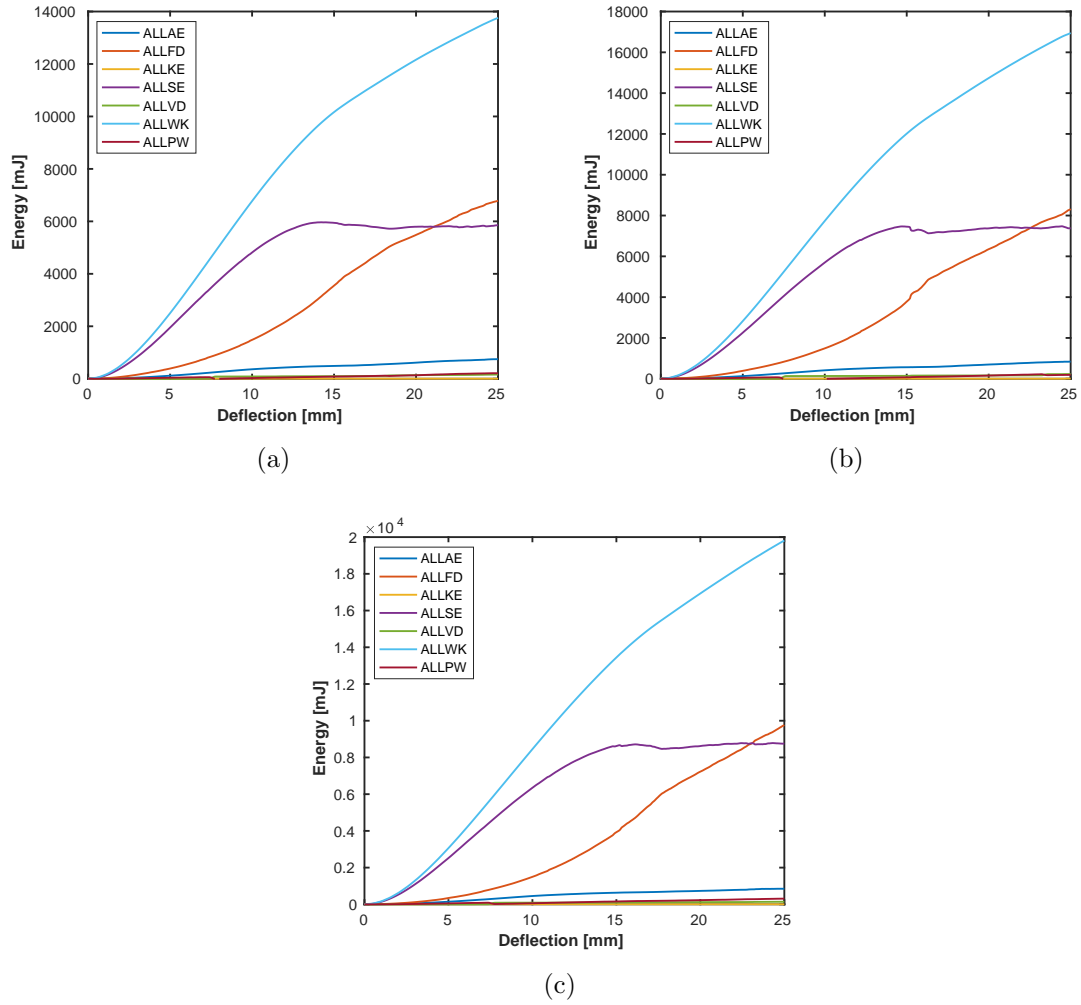 14000
12000
10000
8000
6000
4000
2000
0
Energy [mJ]
ALLAE
ALLFD
ALLKE
ALLSE
ALLVD
ALLWK
ALLPW
0 5 10 15 20 25
Deflection [mm]
(a)
18000
16000
14000
12000
10000
8000
6000
4000
2000
0
Energy [mJ]
ALLAE
ALLFD
ALLKE
ALLSE
ALLVD
ALLWK
ALLPW
0 5 10 15 20 25
Deflection [mm]
(b)
× 10 4
2
1.8
1.6
1.4
1.2
1
0.8
0.6
0.4
0.2
0
Energy [mJ]
ALLAE
ALLFD
ALLKE
ALLSE
ALLVD
ALLWK
ALLPW
0 5 10 15 20 25
Deflection [mm]
(c)